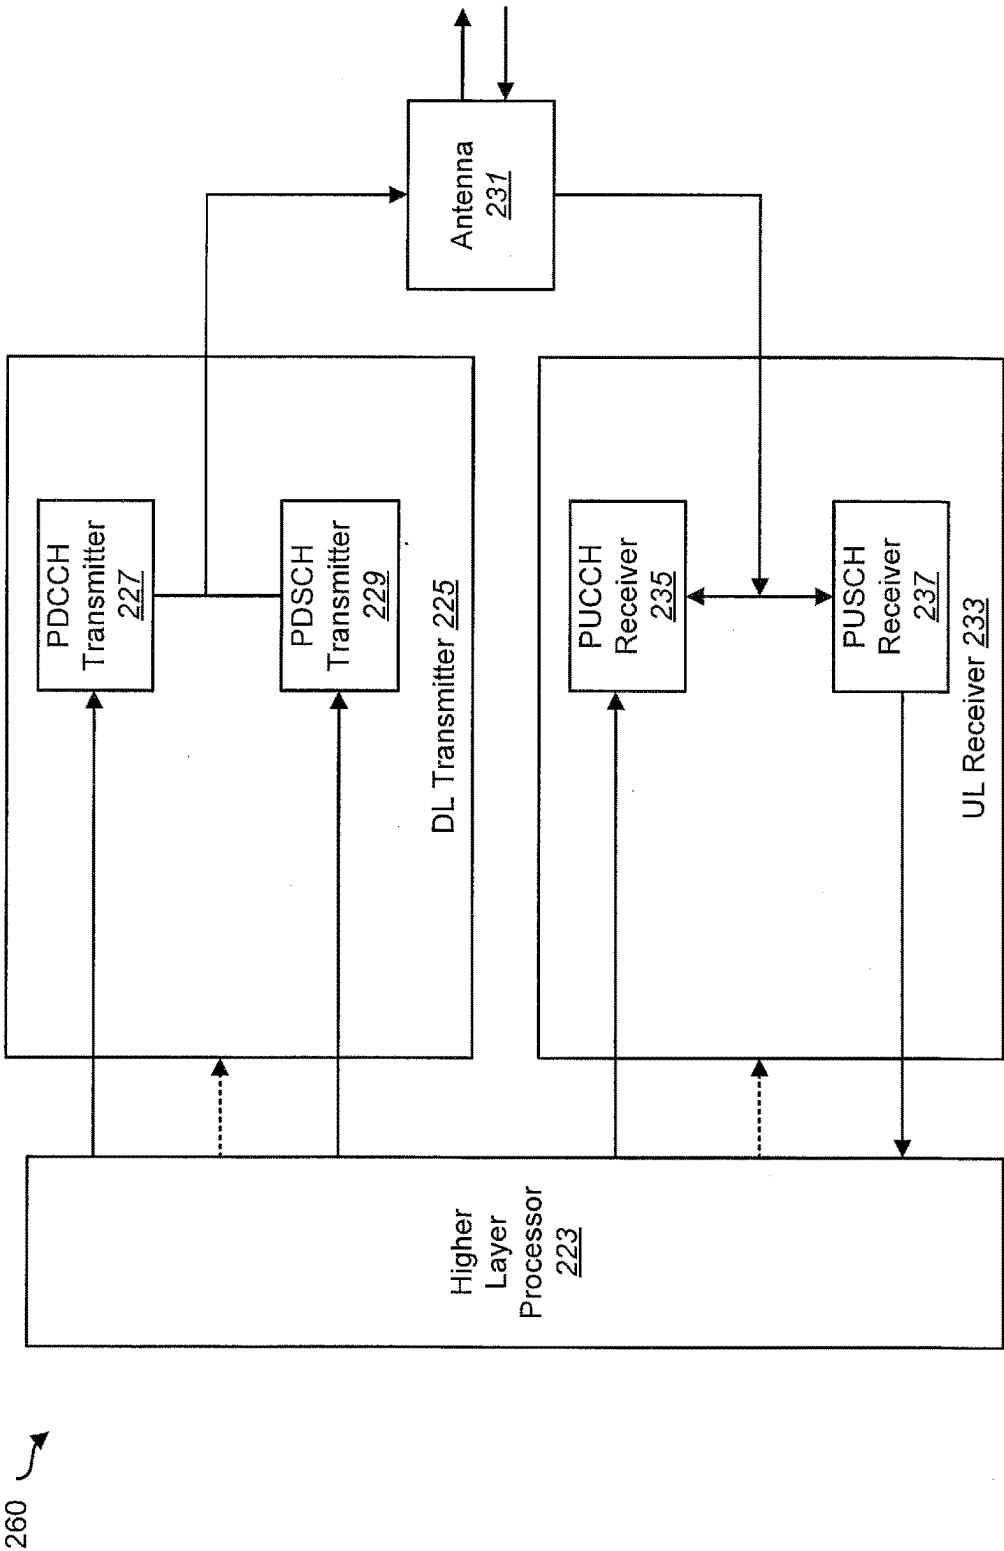 260
Higher
Layer
Processor
223
DL Transmitter 225
PDCCH
Transmitter
227
PDSCH
Transmitter
229
UL Receiver 233
PUCCH
Receiver
235
PUSCH
Receiver
237
Antenna
231